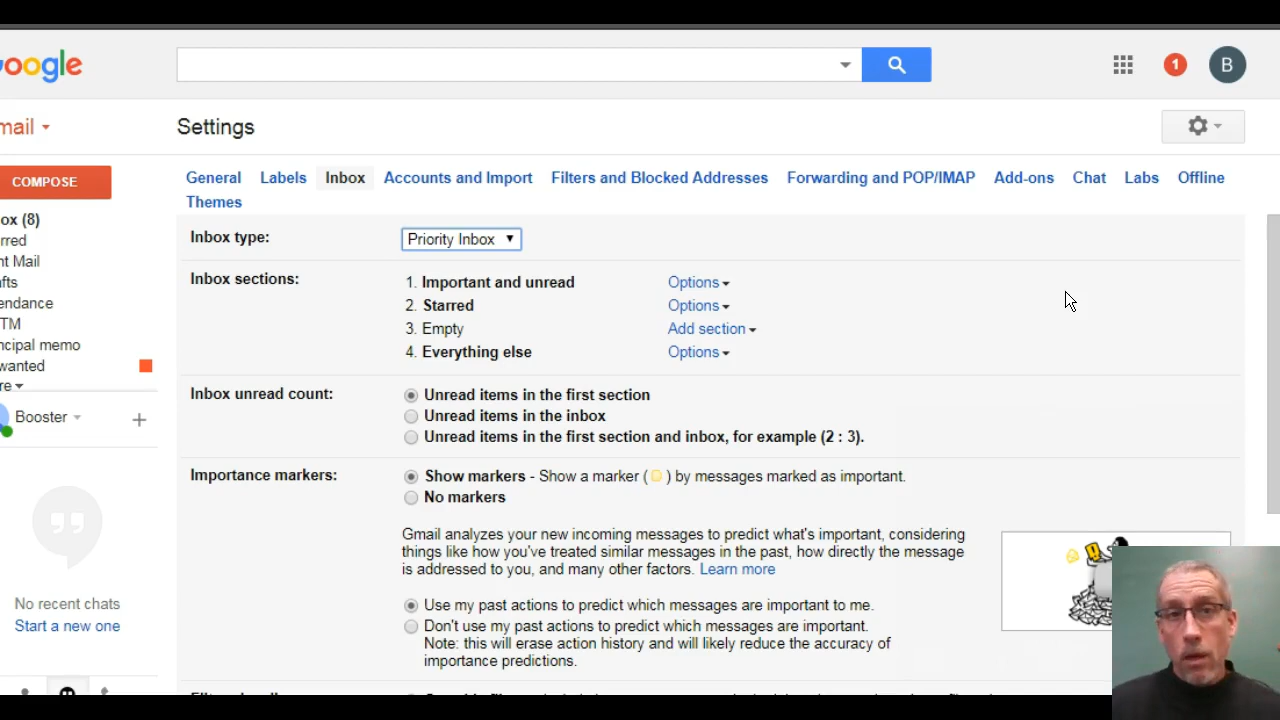 oogle
1
B
mail
Settings
COMPOSE
General Labels Inbox Accounts and Import Filters and Blocked Addresses Forwarding and POP/IMAP Add-ons Chat Labs Offline
Themes
ox (8)
rred
nt Mail
fts
endance
TM
ncipal memo
wanted
re
Booster
No recent chats
Start a new one
Inbox type:
Priority Inbox
Inbox sections:
1. Important and unread Options
2. Starred Options
3. Empty Add section
4. Everything else Options
Inbox unread count:
Unread items in the first section
Unread items in the inbox
Unread items in the first section and inbox, for example (2 : 3).
Importance markers:
Show markers - Show a marker ( ) by messages marked as important.
No markers
Gmail analyzes your new incoming messages to predict what's important, considering
things like how you've treated similar messages in the past, how directly the message
is addressed to you, and many other factors. Learn more
Use my past actions to predict which messages are important to me.
Don't use my past actions to predict which messages are important.
Note: this will erase action history and will likely reduce the accuracy of
importance predictions.